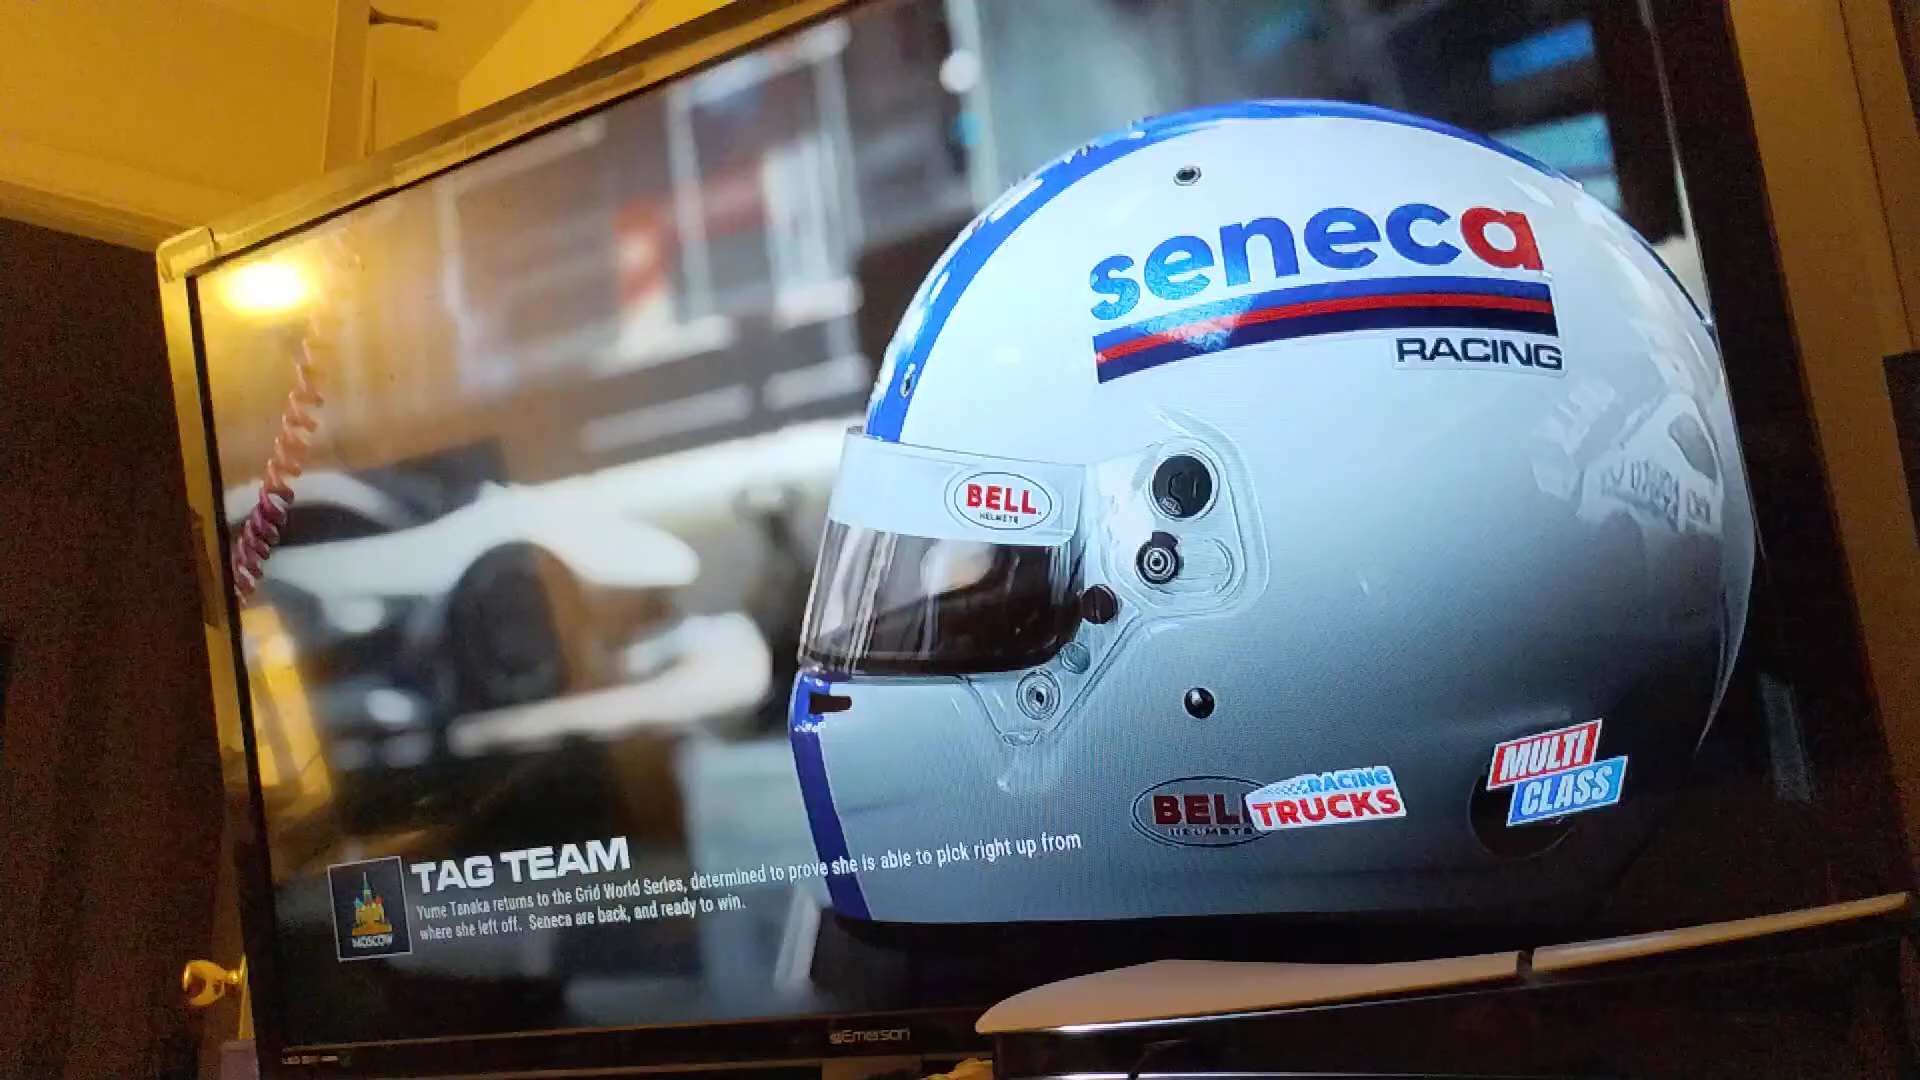 seneca
RACING
BELL
HELMETS
BELL
HELMETS
RACING
TRUCKS
MULTI
CLASS
TAG TEAM
Yume Tanaka returns to the Grid World Series, determined to prove she is able to pick right up from
where she left off. Seneca are back, and ready to win.
MOSCOW
Emerson